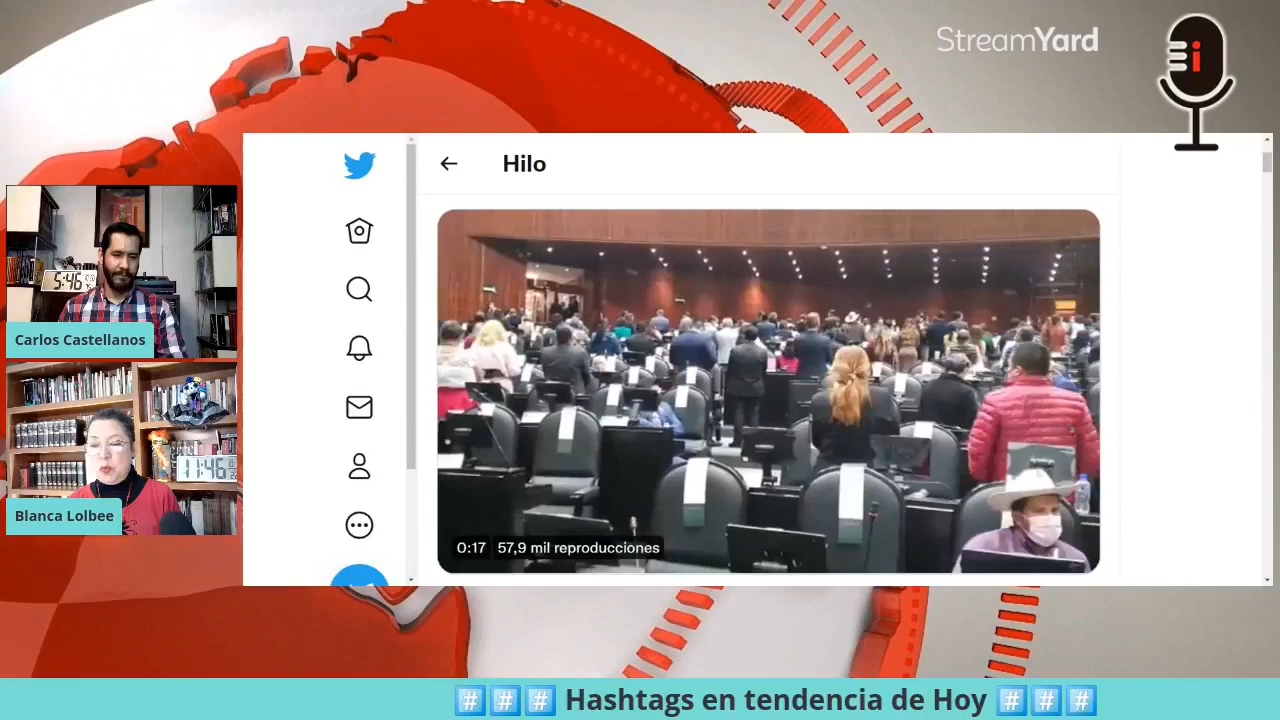 StreamYard
i
Hilo
5:46
Carlos Castellanos
11:46
Blanca Lolbee
0:17 57,9 mil reproducciones
#️⃣#️⃣#️⃣ Hashtags en tendencia de Hoy #️⃣#️⃣#️⃣